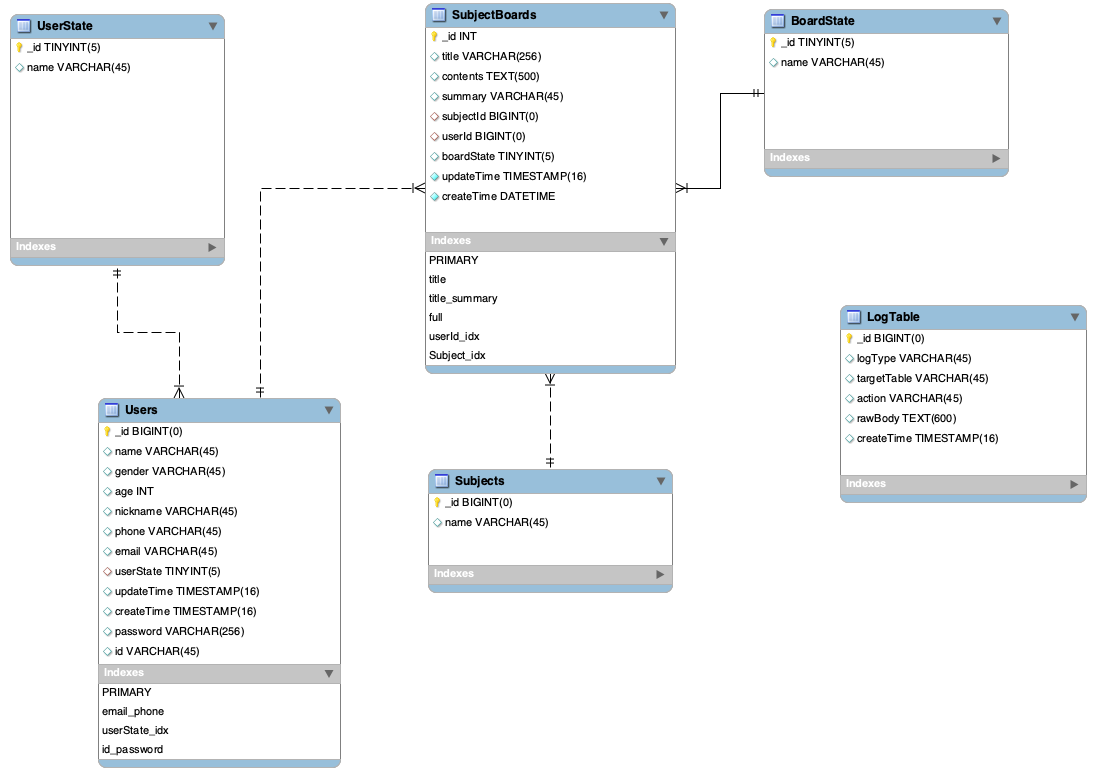 UserState
_id TINYINT(5)
name VARCHAR(45)
Indexes
SubjectBoards
_id INT
title VARCHAR(256)
contents TEXT(500)
summary VARCHAR(45)
subjectId BIGINT(0)
userId BIGINT(0)
boardState TINYINT(5)
updateTime TIMESTAMP(16)
createTime DATETIME
Indexes
PRIMARY
title
title_summary
full
userId_idx
Subject_idx
BoardState
_id TINYINT(5)
name VARCHAR(45)
Indexes
LogTable
_id BIGINT(0)
logType VARCHAR(45)
targetTable VARCHAR(45)
action VARCHAR(45)
rawBody TEXT(600)
createTime TIMESTAMP(16)
Indexes
Users
_id BIGINT(0)
name VARCHAR(45)
gender VARCHAR(45)
age INT
nickname VARCHAR(45)
phone VARCHAR(45)
email VARCHAR(45)
userState TINYINT(5)
updateTime TIMESTAMP(16)
createTime TIMESTAMP(16)
password VARCHAR(256)
id VARCHAR(45)
Indexes
PRIMARY
email_phone
userState_idx
id_password
Subjects
_id BIGINT(0)
name VARCHAR(45)
Indexes